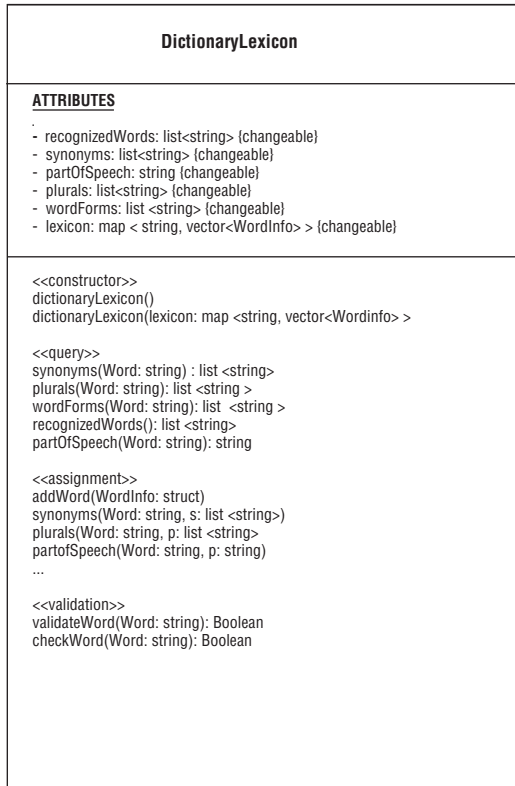 DictionaryLexicon
ATTRIBUTES
.
- recognizedWords: list<string> {changeable}
- synonyms: list<string> {changeable}
- partOfSpeech: string {changeable}
- plurals: list<string> {changeable}
- wordForms: list <string> {changeable}
- lexicon: map < string, vector<WordInfo> > {changeable}
<<constructor>>
dictionaryLexicon()
dictionaryLexicon(lexicon: map <string, vector<Wordinfo> >
<<query>>
synonyms(Word: string) : list <string>
plurals(Word: string): list <string >
wordForms(Word: string): list <string >
recognizedWords(): list <string>
partOfSpeech(Word: string): string
<<assignment>>
addWord(WordInfo: struct)
synonyms(Word: string, s: list <string>)
plurals(Word: string, p: list <string>
partofSpeech(Word: string, p: string)
...
<<validation>>
validateWord(Word: string): Boolean
checkWord(Word: string): Boolean